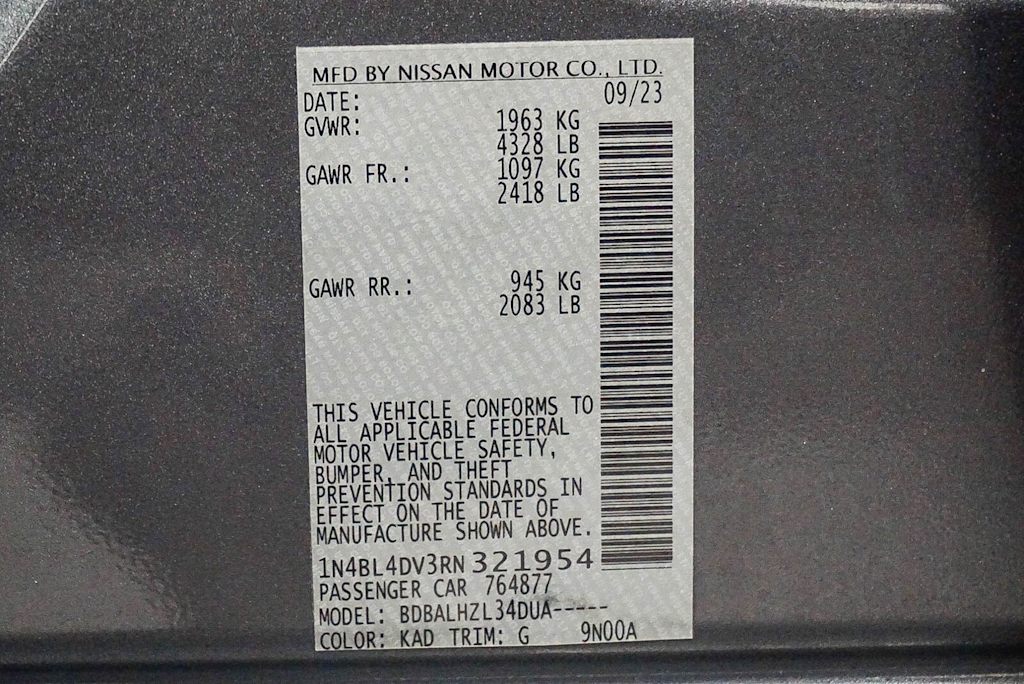 MFD BY NISSAN MOTOR CO., LTD.
DATE: 09/23
GVWR: 1963 KG
4328 LB
GAWR FR.: 1097 KG
2418 LB
GAWR RR.: 945 KG
2083 LB
THIS VEHICLE CONFORMS TO
ALL APPLICABLE FEDERAL
MOTOR VEHICLE SAFETY,
BUMPER, AND THEFT
PREVENTION STANDARDS IN
EFFECT ON THE DATE OF
MANUFACTURE SHOWN ABOVE.
1N4BL4DV3RN321954
PASSENGER CAR 764877
MODEL: BDBALHZL34DUA-----
COLOR: KAD TRIM: G 9N00A